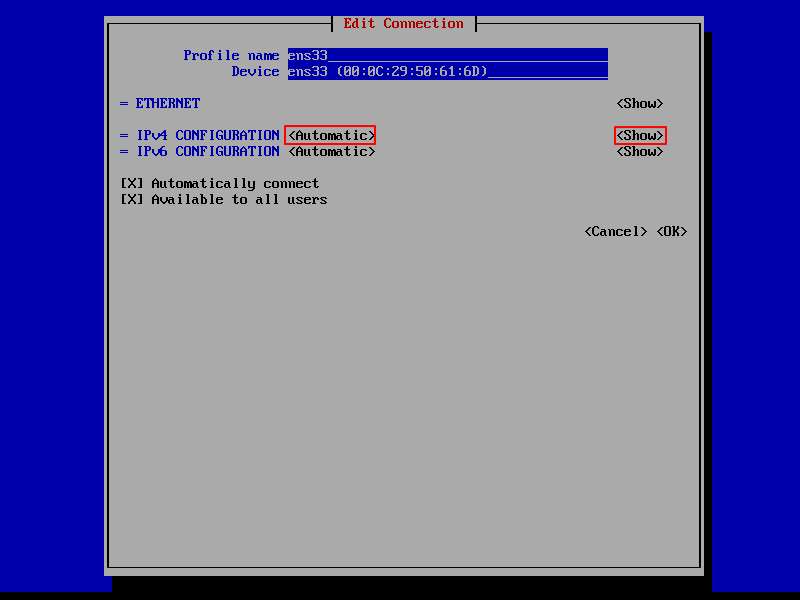 Edit Connection
Profile name ens33
Device ens33 (00:0C:29:50:61:6D)
= ETHERNET <Show>
= IPv4 CONFIGURATION <Automatic> <Show>
= IPv6 CONFIGURATION <Automatic> <Show>
[X] Automatically connect
[X] Available to all users
<Cancel> <OK>